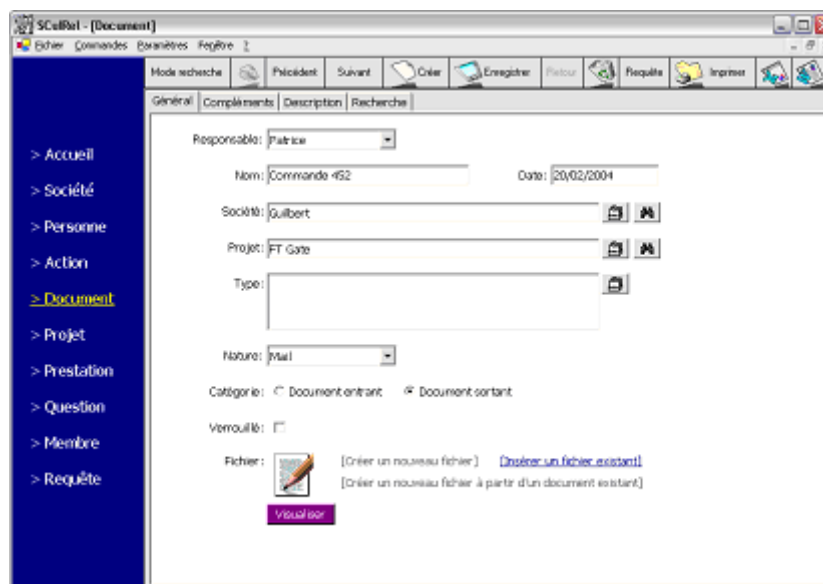 SCulRel - [Document]
Fichier Commandes Paramètres Fenêtre ?
Mode recherche Précédent Suivant Créer Enregistrer Retour Requête Imprimer
Général Compléments Description Recherche
Responsable: Patrice
> Accueil
Nom: Commande 452 Date: 20/02/2004
> Société
Société: Guilbert
> Personne
Projet: FT Gate
> Action
Type:
> Document
> Projet
Nature: Mail
> Prestation
Catégorie: Document entrant Document sortant
> Question
Verrouillé:
> Membre
Fichier: [Créer un nouveau fichier] [Insérer un fichier existant]
> Requête
[Créer un nouveau fichier à partir d'un document existant]
Visualiser